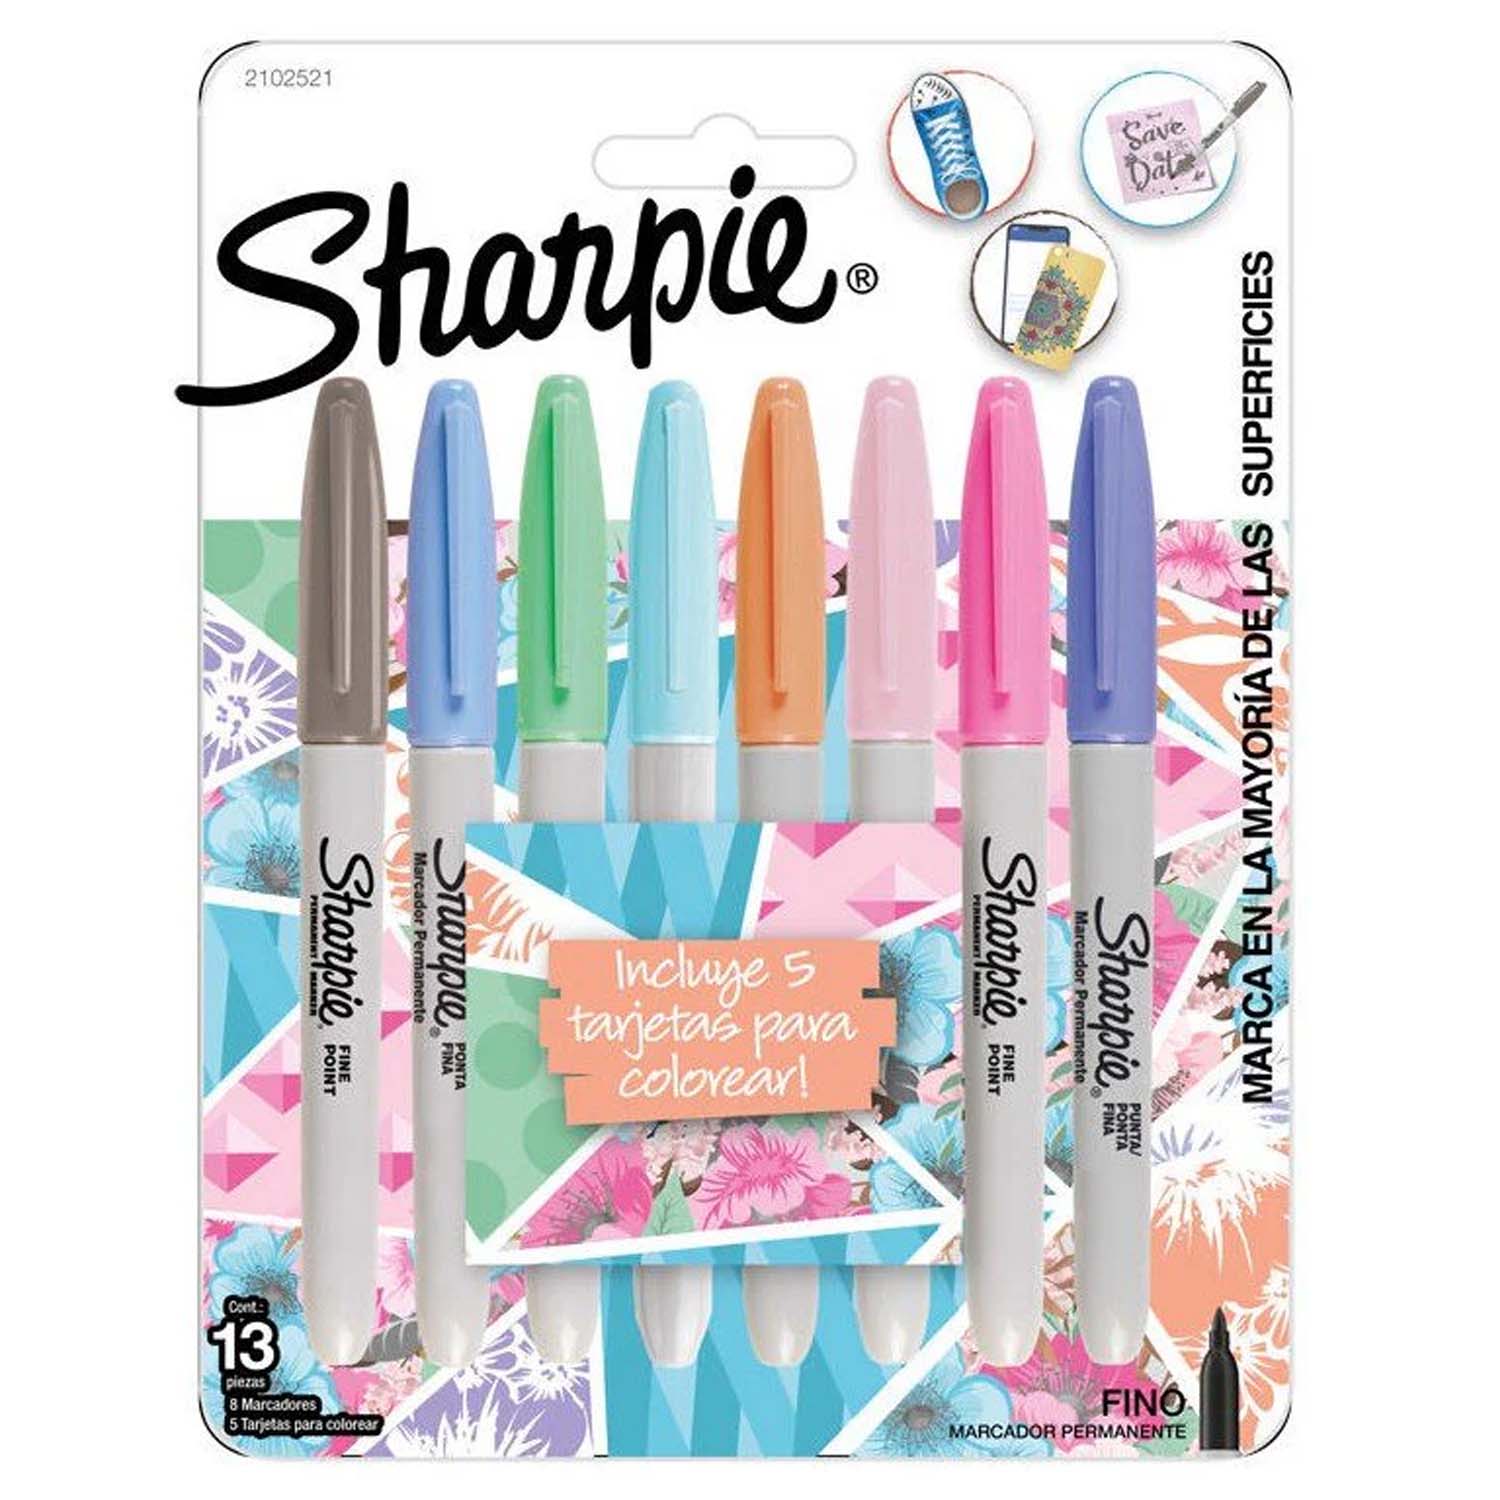 2102521
Sharpie®
Save
Date
MARCA EN LA MAYORÍA DE LAS SUPERFICIES
Sharpie®
PERMANENT MARKER
FINE
POINT
Sharpie®
Marcador Permanente
PONTA
FINA
Incluye 5
tarjetas para
colorear!
Sharpie®
PERMANENT MARKER
FINE
POINT
Sharpie®
Marcador Permanente
PUNTA/
PONTA
FINA
Cont.:
13
piezas
8 Marcadores
5 Tarjetas para colorear
FINO
MARCADOR PERMANENTE